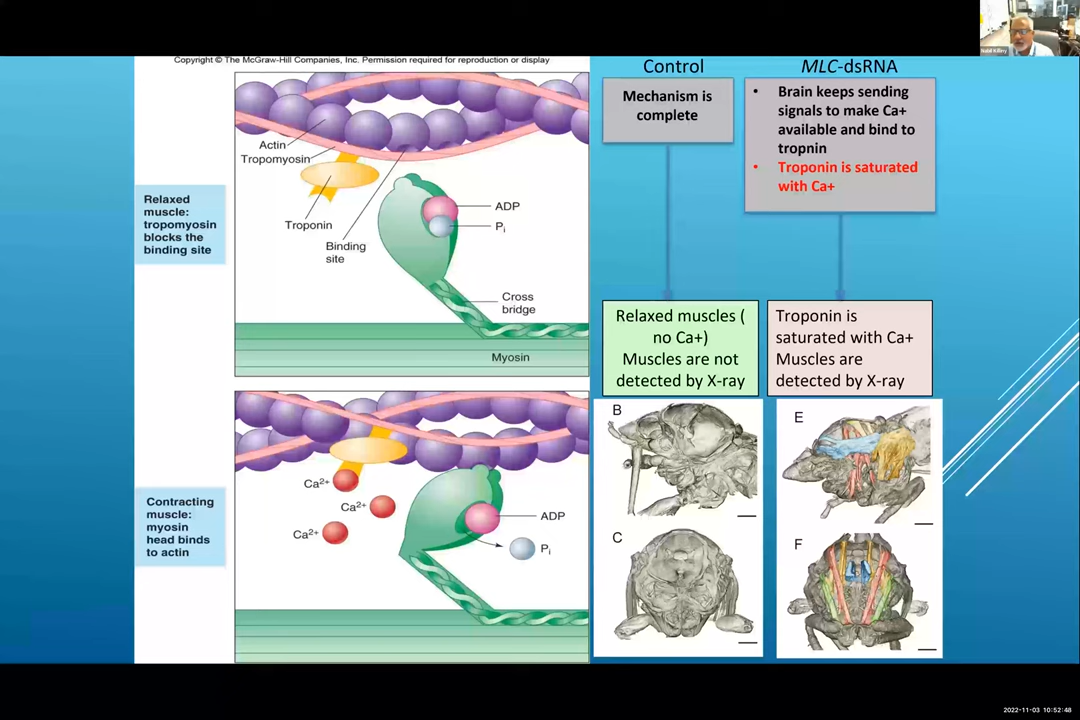 Copyright © The McGraw-Hill Companies, Inc. Permission required for reproduction or display
Actin
Tropomyosin
Troponin
Binding
site
ADP
Pi
Cross
bridge
Myosin
Relaxed
muscle:
tropomyosin
blocks the
binding site
Ca2+
Ca2+
Ca2+
ADP
Pi
Contracting
muscle:
myosin
head binds
to actin
Control
Mechanism is
complete
MLC-dsRNA
• Brain keeps sending
signals to make Ca+
available and bind to
tropnin
• Troponin is saturated
with Ca+
Relaxed muscles (
no Ca+)
Muscles are not
detected by X-ray
Troponin is
saturated with Ca+
Muscles are
detected by X-ray
B
C
E
F
2022-11-03 10:52:48